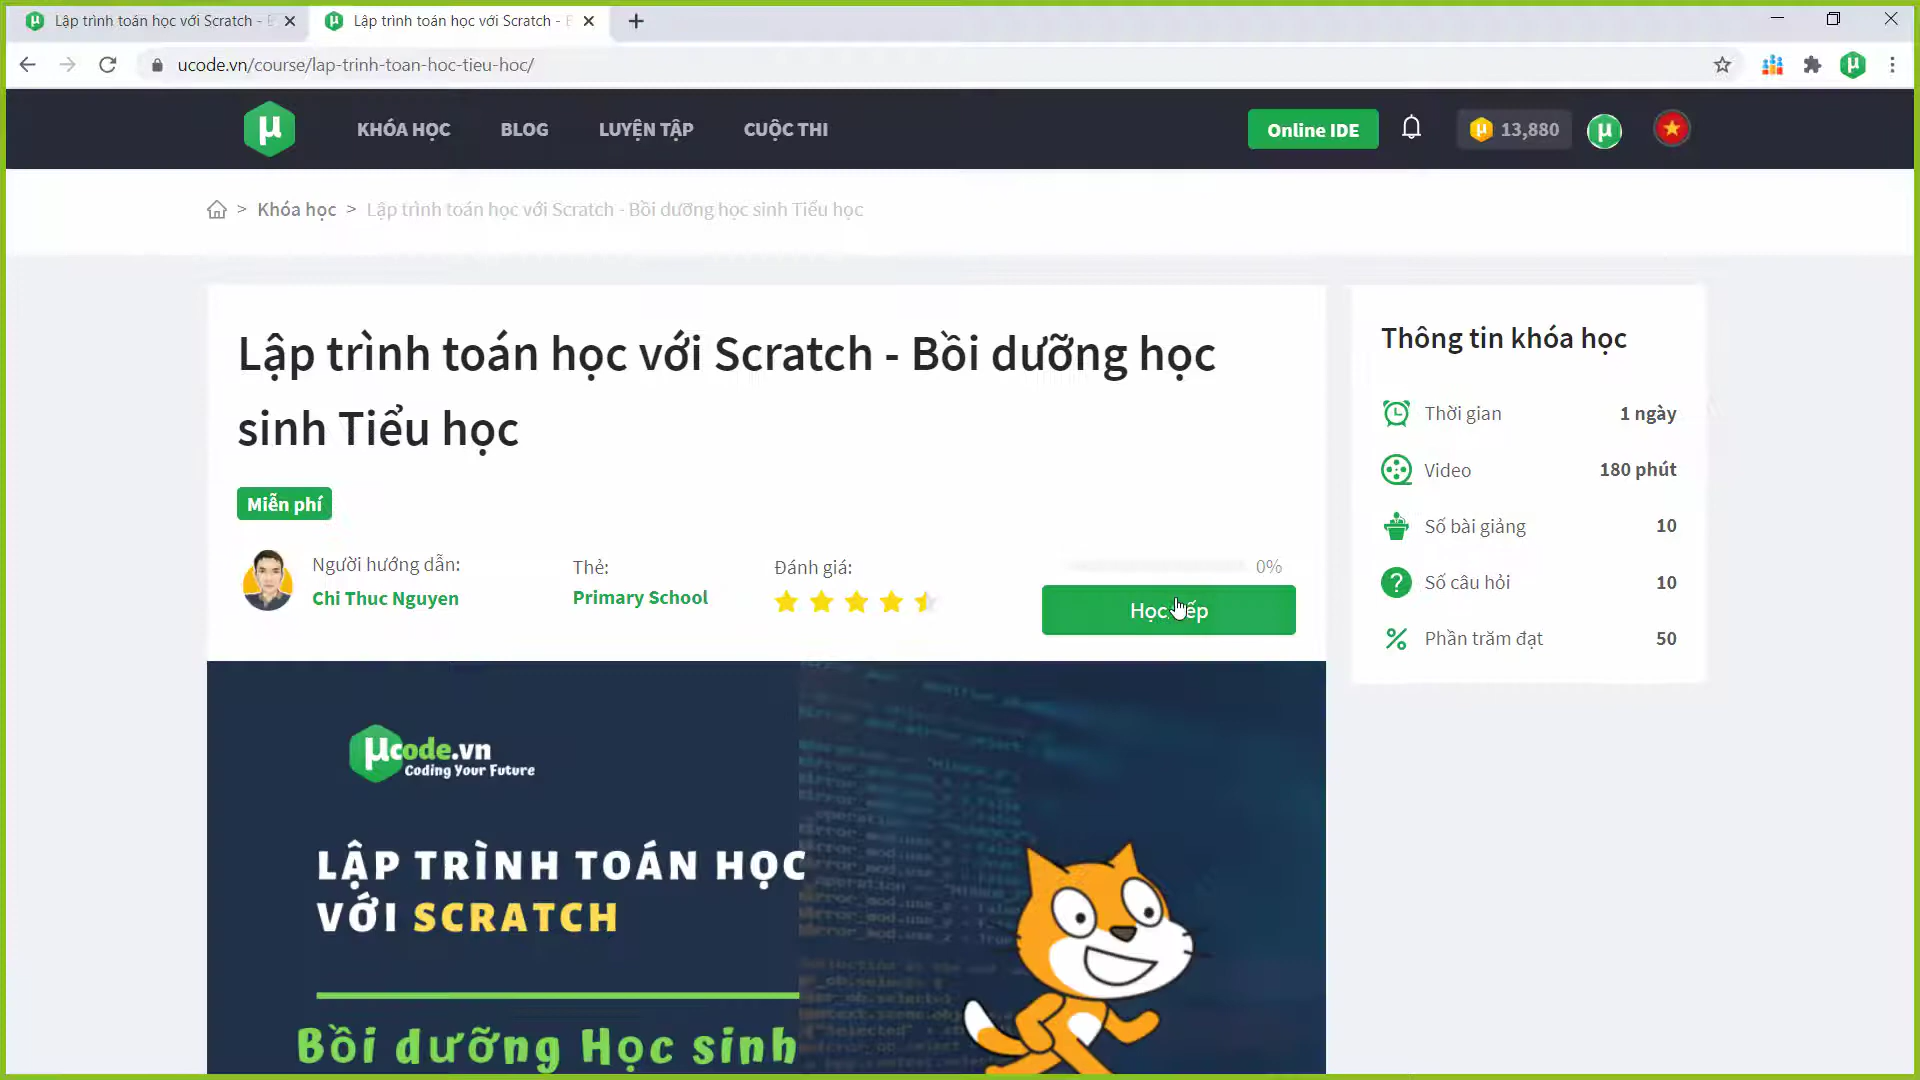 Lập trình toán học với Scratch -
Lập trình toán học với Scratch -
ucode.vn/course/lap-trinh-toan-hoc-tieu-hoc/
µ
KHÓA HỌC
BLOG
LUYỆN TẬP
CUỘC THI
Online IDE
13,880
> Khóa học > Lập trình toán học với Scratch - Bồi dưỡng học sinh Tiểu học
Lập trình toán học với Scratch - Bồi dưỡng học
sinh Tiểu học
Miễn phí
Người hướng dẫn:
Chi Thuc Nguyen
Thẻ:
Primary School
Đánh giá:
0%
Học tiếp
Thông tin khóa học
Thời gian 1 ngày
Video 180 phút
Số bài giảng 10
Số câu hỏi 10
Phần trăm đạt 50
µcode.vn
Coding Your Future
LẬP TRÌNH TOÁN HỌC
VỚI SCRATCH
Bồi dưỡng Học sinh